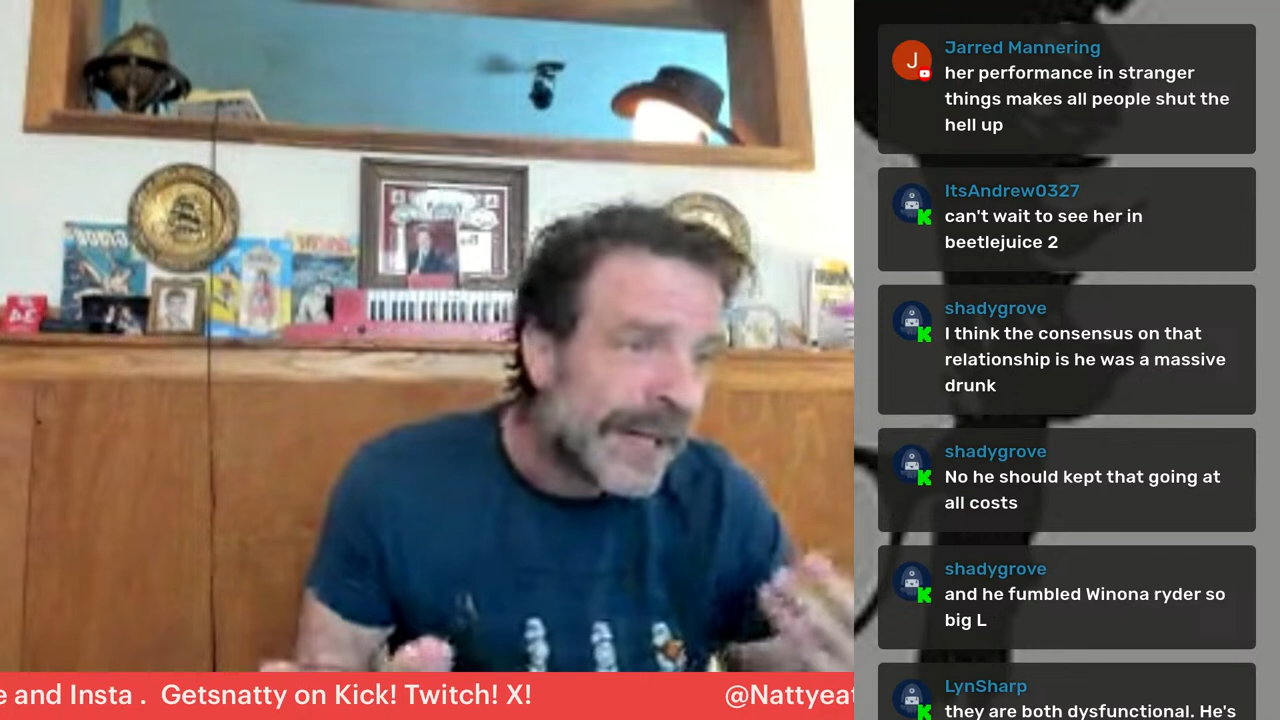 Jarred Mannering
her performance in stranger
things makes all people shut the
hell up
ItsAndrew0327
can't wait to see her in
beetlejuice 2
shadygrove
I think the consensus on that
relationship is he was a massive
drunk
shadygrove
No he should kept that going at
all costs
shadygrove
and he fumbled Winona ryder so
big L
LynSharp
they are both dysfunctional. He's
e and Insta . Getsnatty on Kick! Twitch! X!
@Nattyeat
J
34